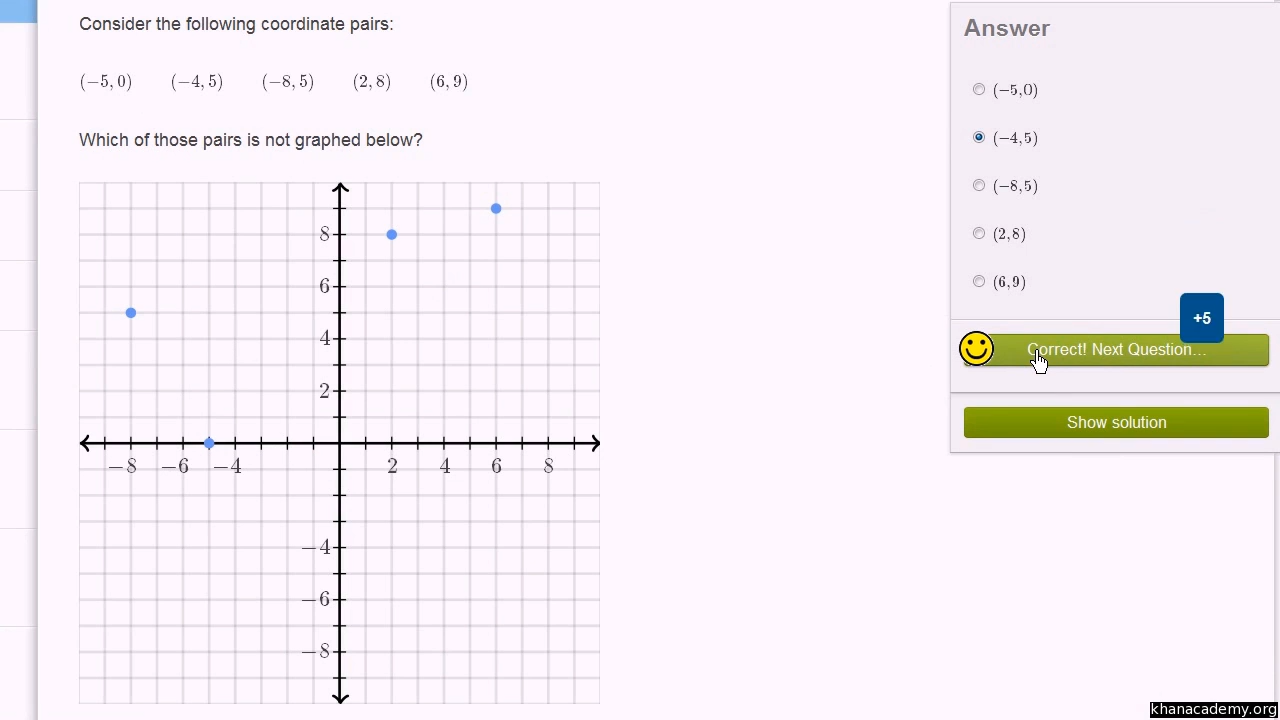 Consider the following coordinate pairs:
(−5, 0) (−4, 5) (−8, 5) (2, 8) (6, 9)
Which of those pairs is not graphed below?
8
6
4
2
−8 −6 −4 2 4 6 8
−4
−6
−8
Answer
(−5,0)
(−4,5)
(−8,5)
(2,8)
(6,9)
+5
Correct! Next Question...
Show solution
khanacademy.org